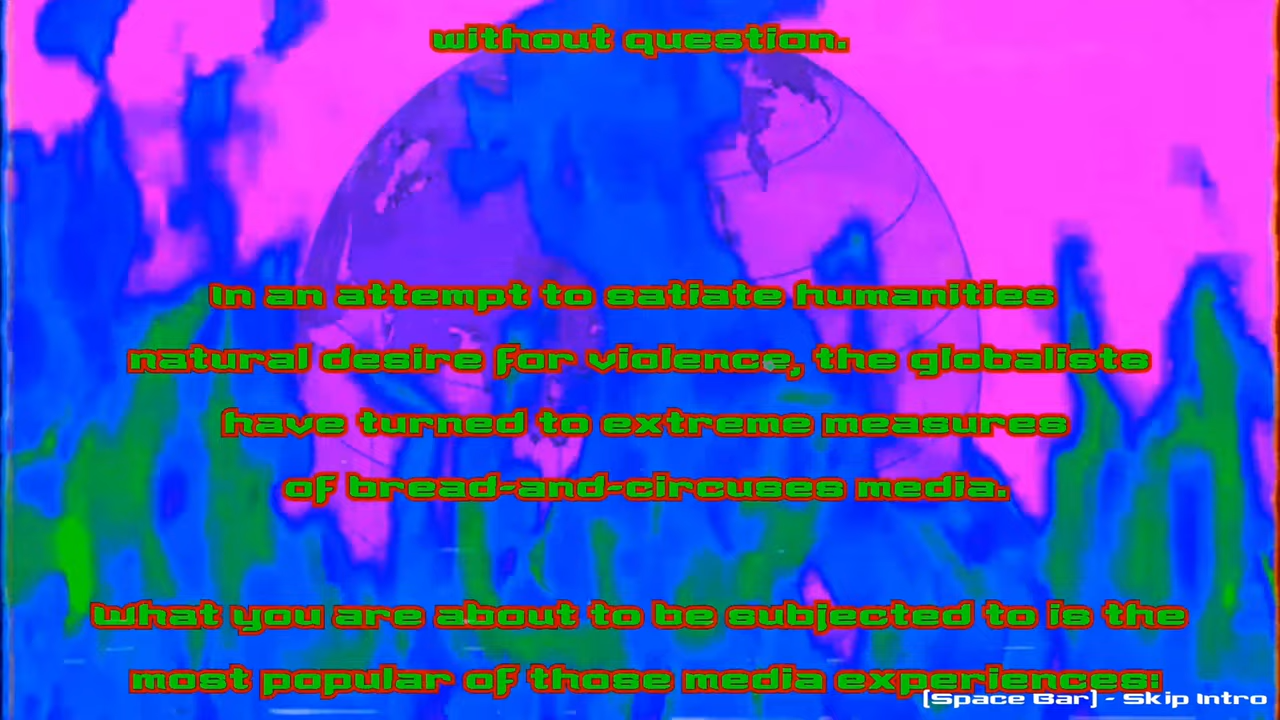 without question.
In an attempt to satiate humanities
natural desire for violence, the globalists
have turned to extreme measures
of bread-and-circuses media.
What you are about to be subjected to is the
most popular of those media experiences:
[Space Bar] - Skip Intro